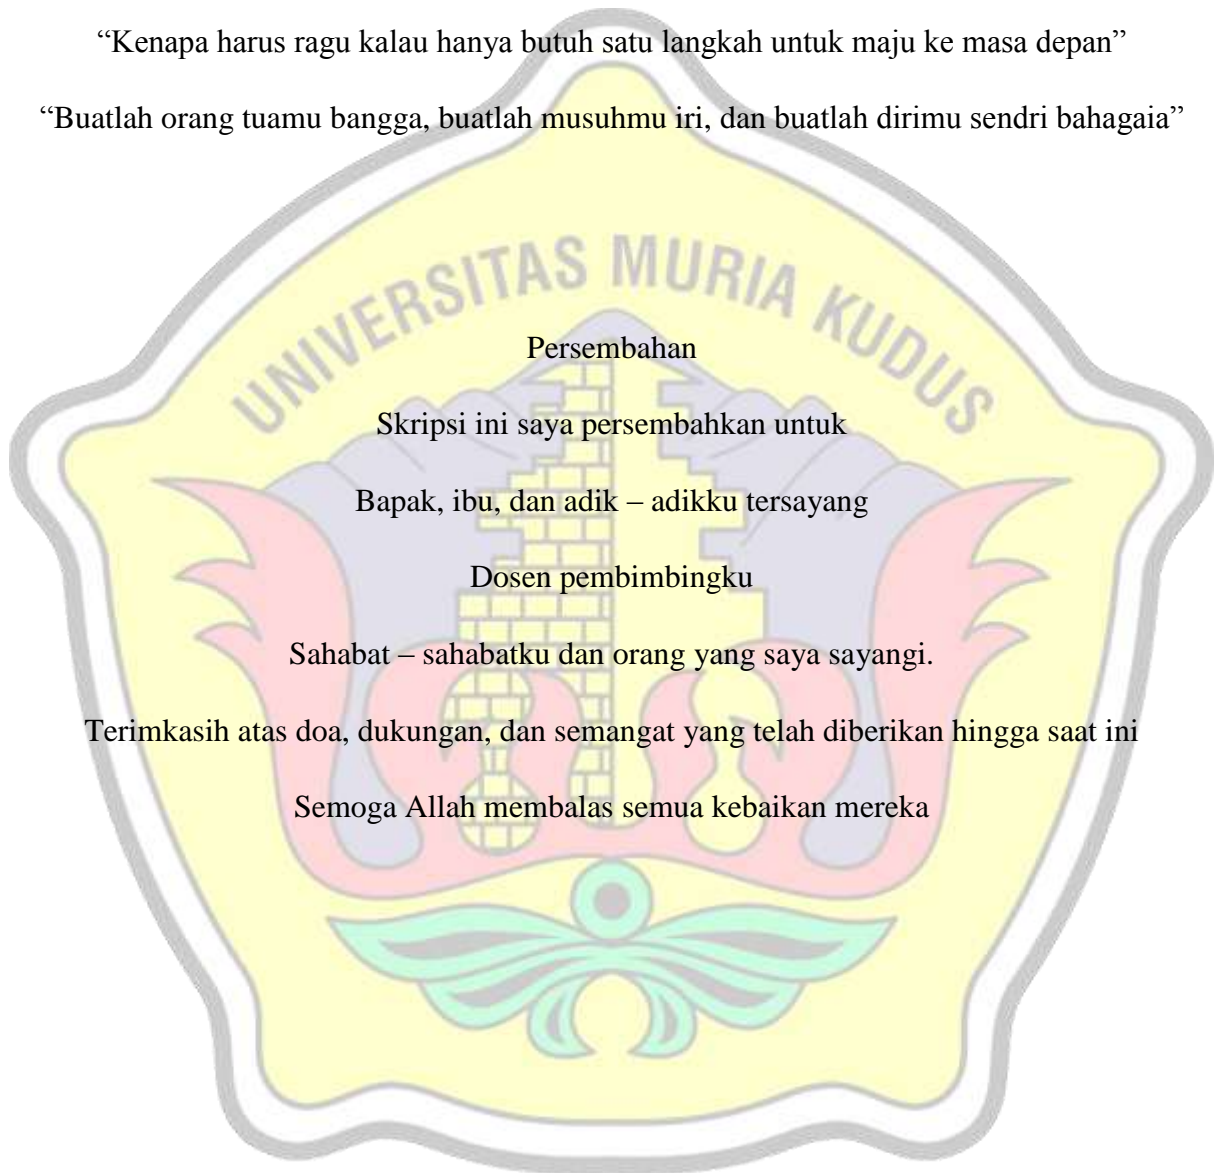 “Kenapa harus ragu kalau hanya butuh satu langkah untuk maju ke masa depan”
“Buatlah orang tuamu bangga, buatlah musuhmu iri, dan buatlah dirimu sendri bahagaia”
UNIVERSITAS MURIA KUDUS
Persembahan
Skripsi ini saya persembahkan untuk
Bapak, ibu, dan adik – adikku tersayang
Dosen pembimbingku
Sahabat – sahabatku dan orang yang saya sayangi.
Terimkasih atas doa, dukungan, dan semangat yang telah diberikan hingga saat ini
Semoga Allah membalas semua kebaikan mereka